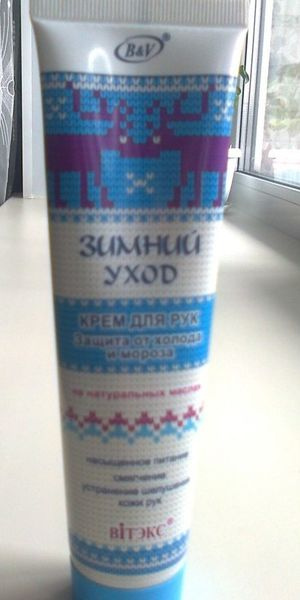 B&V®
ЗИМНИЙ
УХОД
КРЕМ ДЛЯ РУК
Защита от холода
и мороза
на натуральных маслах
насыщенное питание
смягчение
устранение шелушения
кожи рук
ВIТЭКС®